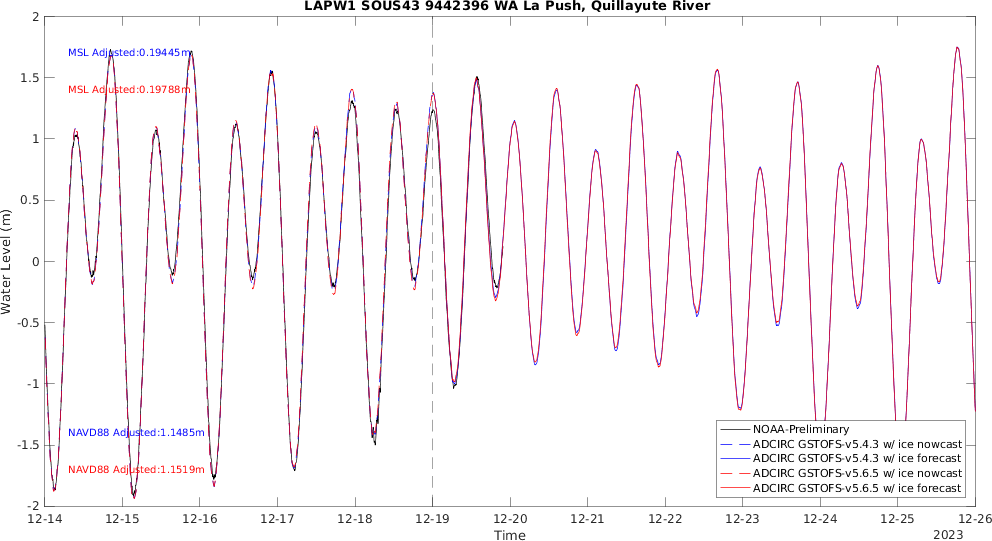 LAPW1 SOUS43 9442396 WA La Push, Quillayute River
MSL Adjusted:0.19445m
MSL Adjusted:0.19788m
NAVD88 Adjusted:1.1485m
NAVD88 Adjusted:1.1519m
Water Level (m)
2
1.5
1
0.5
0
-0.5
-1
-1.5
-2
NOAA-Preliminary
ADCIRC GSTOFS-v5.4.3 w/ ice nowcast
ADCIRC GSTOFS-v5.4.3 w/ ice forecast
ADCIRC GSTOFS-v5.6.5 w/ ice nowcast
ADCIRC GSTOFS-v5.6.5 w/ ice forecast
12-14 12-15 12-16 12-17 12-18 12-19 12-20 12-21 12-22 12-23 12-24 12-25 12-26
Time
2023